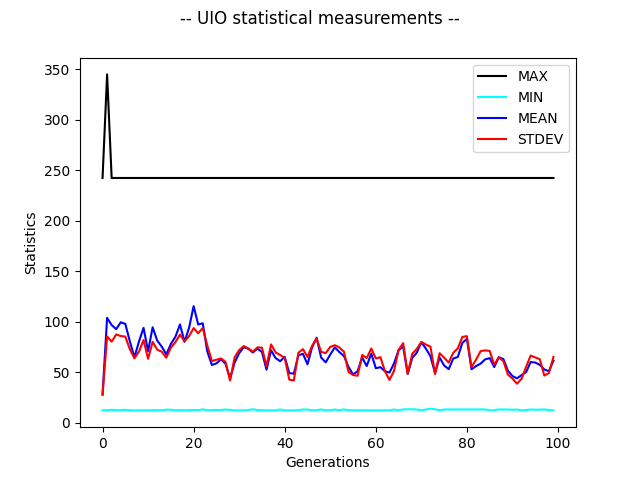 -- UIO statistical measurements --
350
300
250
200
150
100
50
0
Statistics
MAX
MIN
MEAN
STDEV
0 20 40 60 80 100
Generations